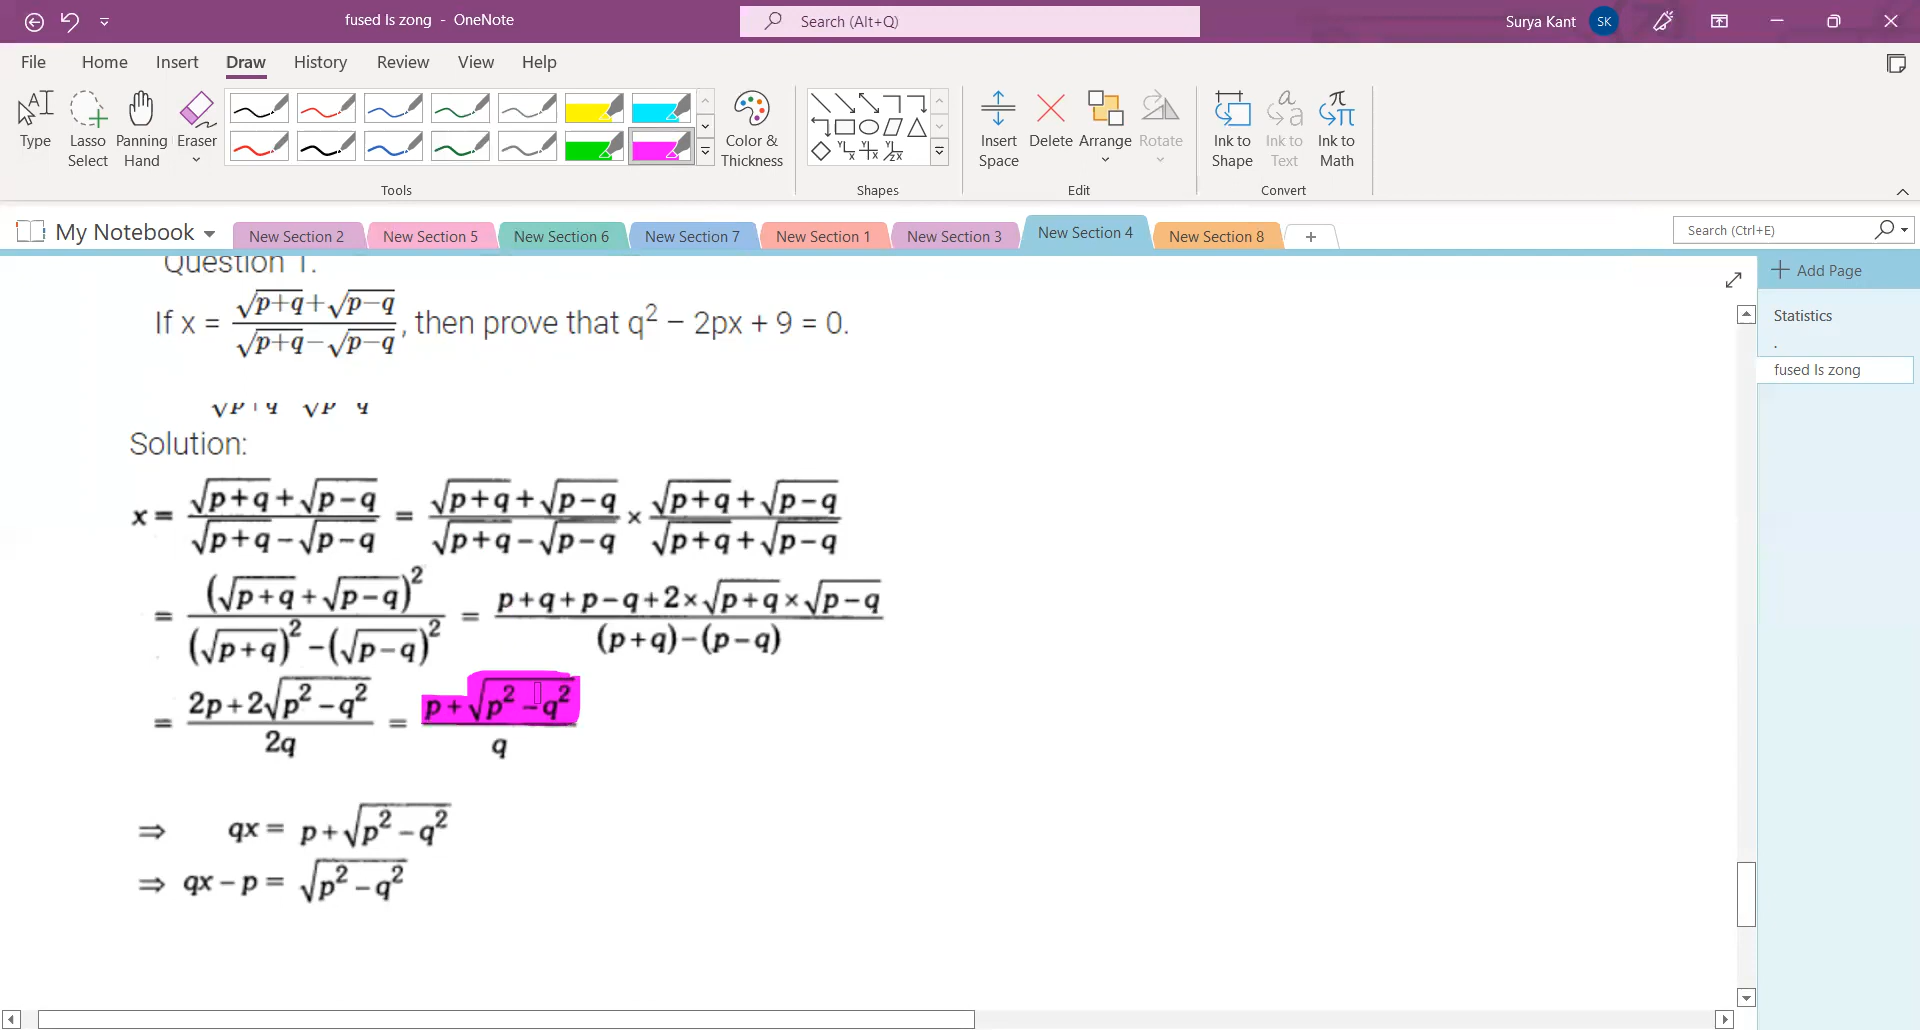 fused Is zong - OneNote
Search (Alt+Q)
Surya Kant
SK
File Home Insert Draw History Review View Help
Type
Lasso Select
Panning Hand
Eraser
Color & Thickness
Insert Space
Delete
Arrange
Rotate
Ink to Shape
Ink to Text
Ink to Math
Tools
Shapes
Edit
Convert
My Notebook
New Section 2
New Section 5
New Section 6
New Section 7
New Section 1
New Section 3
New Section 4
New Section 8
+
Search (Ctrl+E)
Add Page
Statistics
.
fused Is zong
Question 1.
If x = (√(p+q)+√(p−q))/(√(p+q)−√(p−q)), then prove that q² – 2px + 9 = 0.
Solution:
x = (√(p+q)+√(p−q))/(√(p+q)−√(p−q)) = (√(p+q)+√(p−q))/(√(p+q)−√(p−q)) × (√(p+q)+√(p−q))/(√(p+q)+√(p−q))
= (√(p+q)+√(p−q))²/((√(p+q))²−(√(p−q))²) = (p+q+p−q+2×√(p+q)×√(p−q))/((p+q)−(p−q))
= (2p+2√(p²−q²))/2q = (p+√(p²−q²))/q
⇒ qx = p+√(p²−q²)
⇒ qx − p = √(p²−q²)